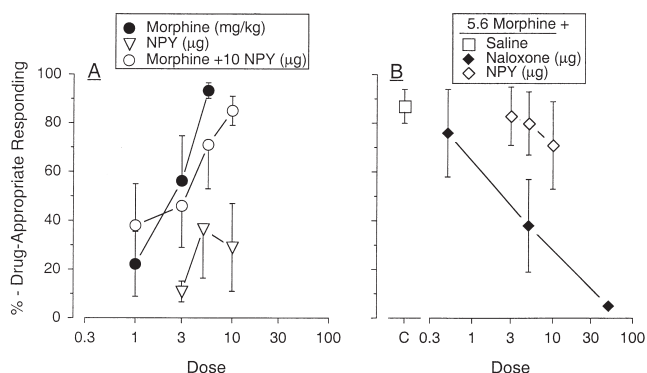 Morphine (mg/kg)
NPY (µg)
Morphine +10 NPY (µg)
5.6 Morphine +
Saline
Naloxone (µg)
NPY (µg)
A
B
% - Drug-Appropriate Responding
100
80
60
40
20
0
0.3 1 3 10 30 100
Dose
C 0.3 1 3 10 30 100
Dose